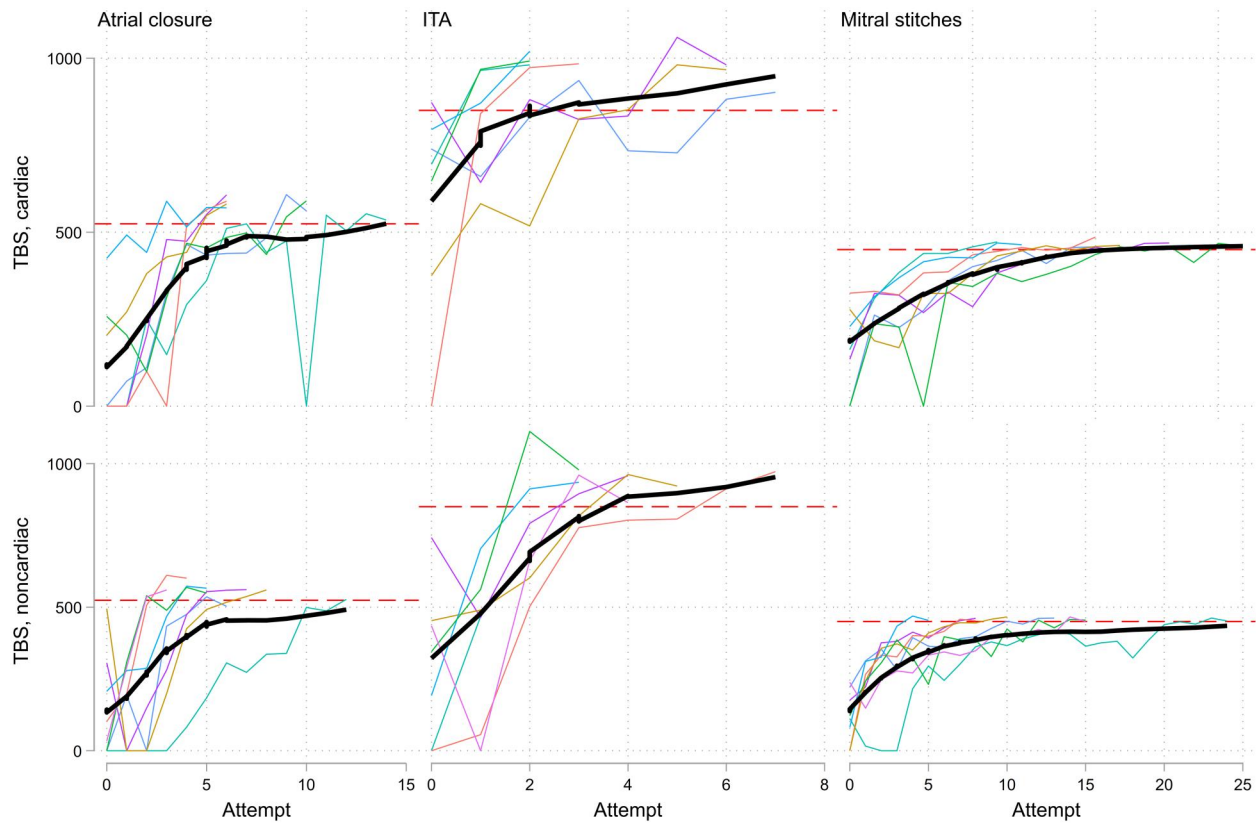 Atrial closure
ITA
Mitral stitches
TBS, cardiac
1000
500
0
TBS, noncardiac
1000
500
0
0 5 10 15
0 2 4 6 8
0 5 10 15 20 25
Attempt
Attempt
Attempt